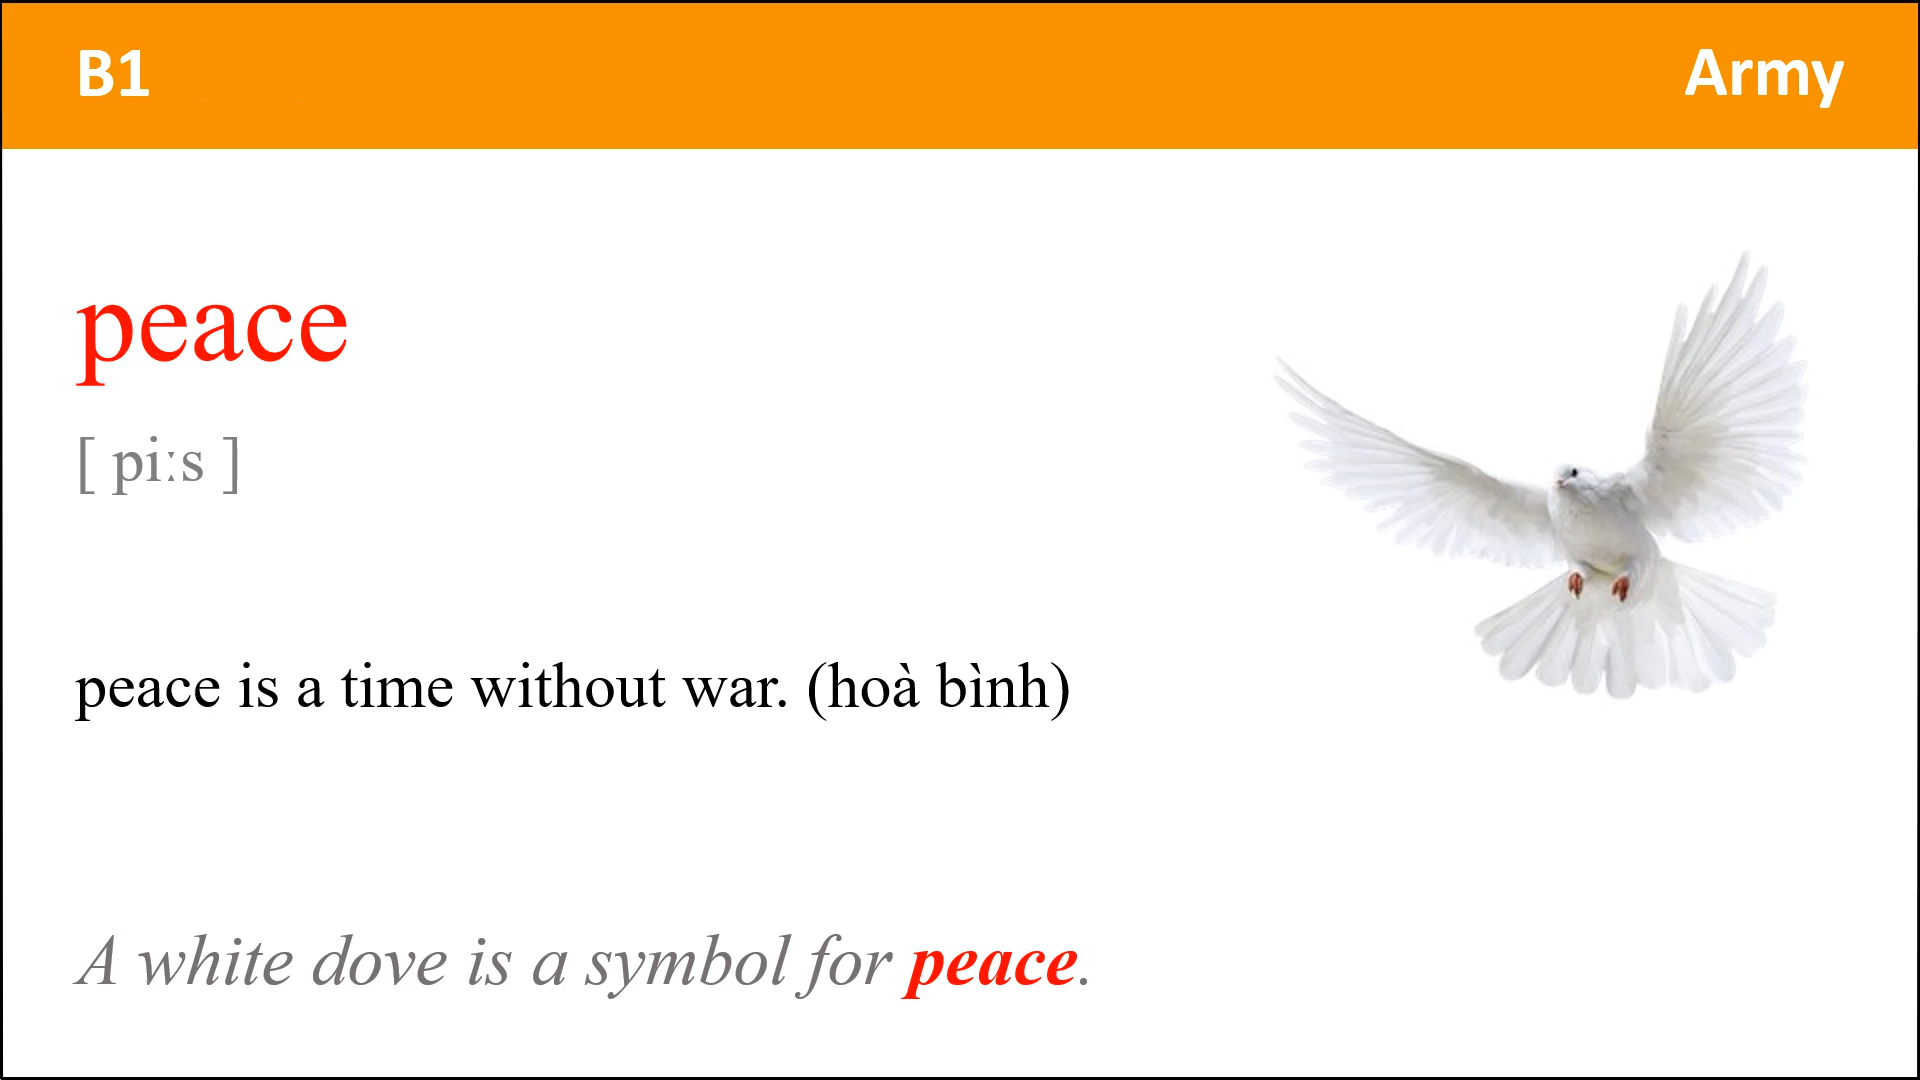 B1
Army
peace
[ piːs ]
peace is a time without war. (hoà bình)
A white dove is a symbol for peace.